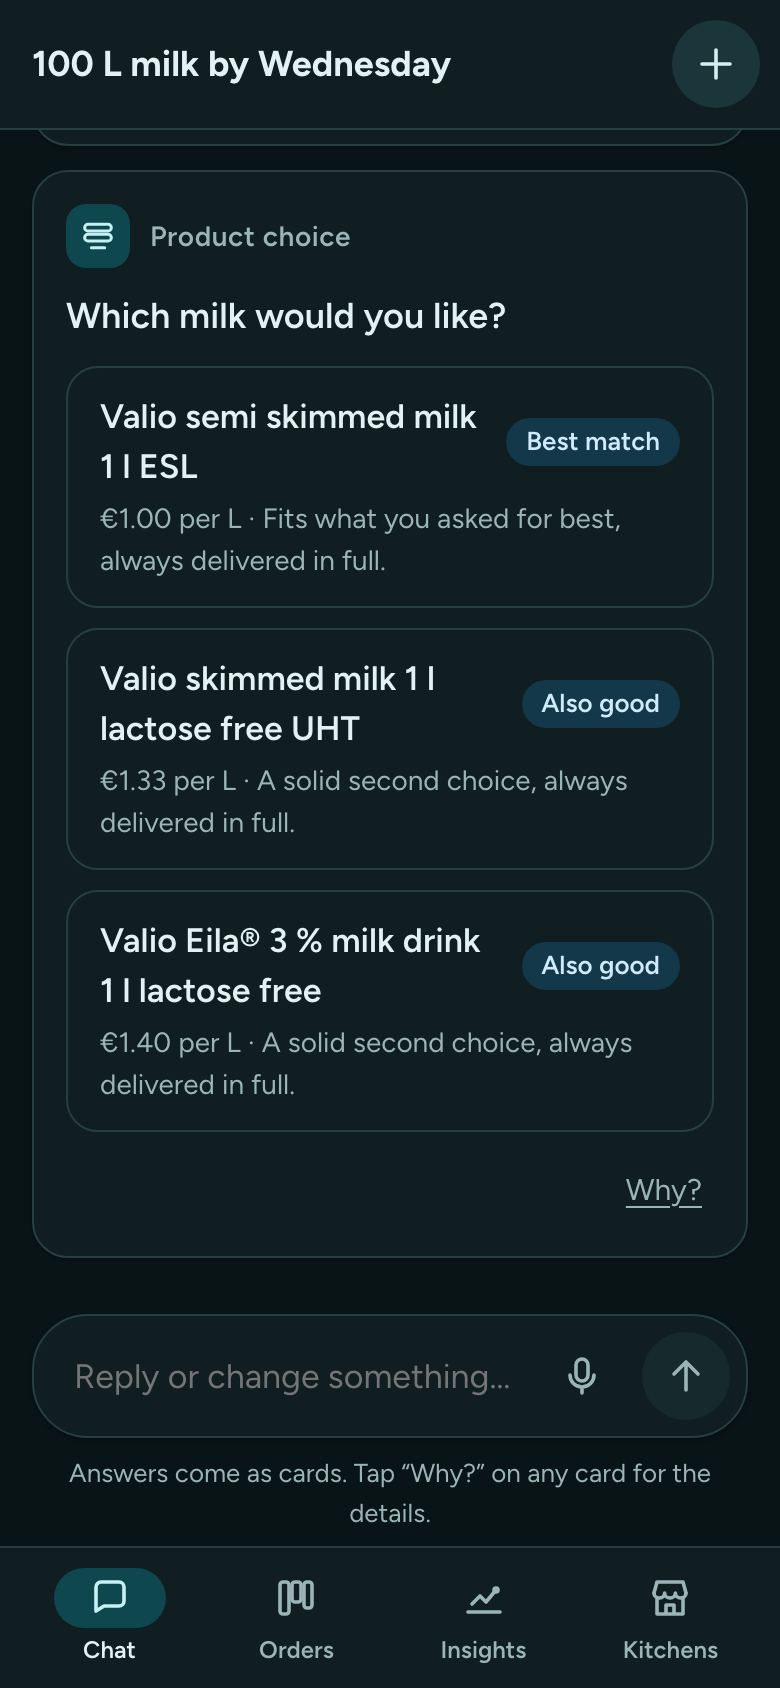 100 L milk by Wednesday
Product choice
Which milk would you like?
Valio semi skimmed milk
1 l ESL
Best match
€1.00 per L · Fits what you asked for best,
always delivered in full.
Valio skimmed milk 1 l
lactose free UHT
Also good
€1.33 per L · A solid second choice, always
delivered in full.
Valio Eila® 3 % milk drink
1 l lactose free
Also good
€1.40 per L · A solid second choice, always
delivered in full.
Why?
Reply or change something...
Answers come as cards. Tap “Why?” on any card for the
details.
Chat
Orders
Insights
Kitchens